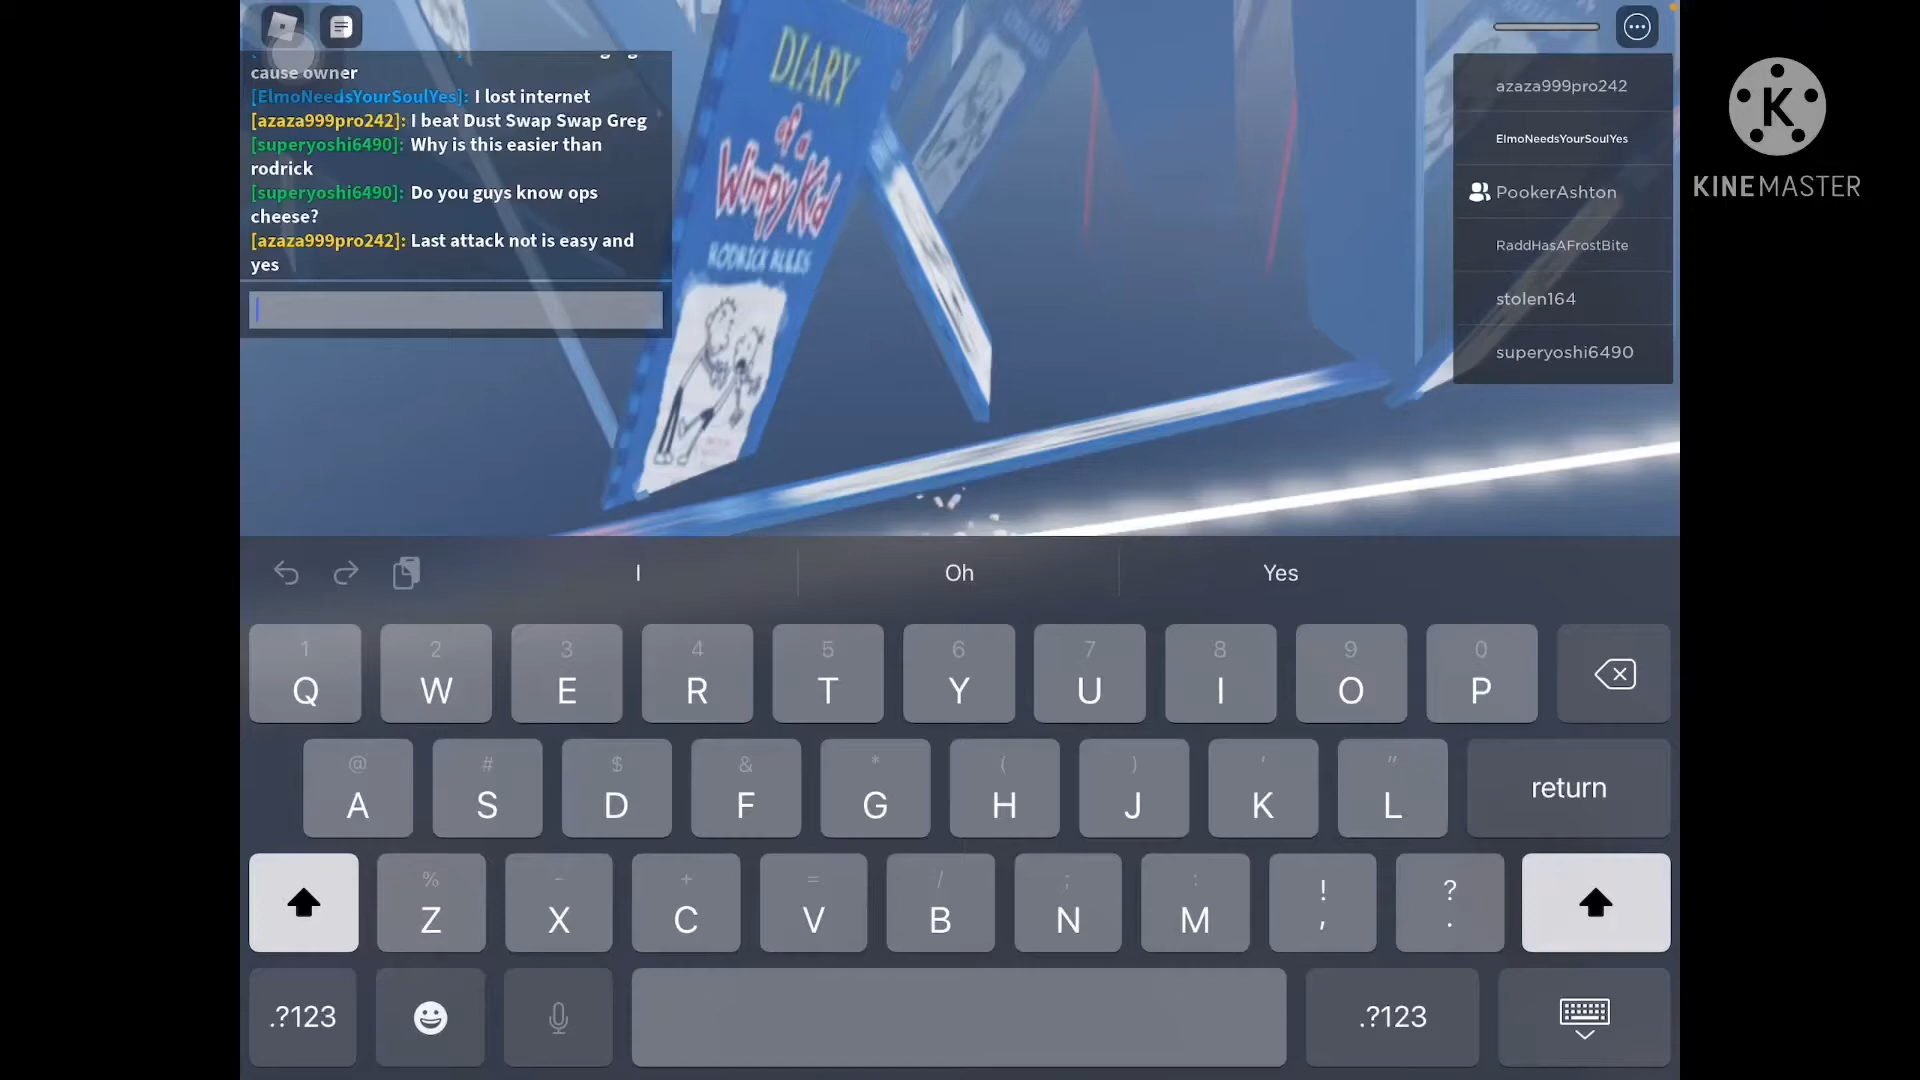 cause owner
[ElmoNeedsYourSoulYes]: I lost internet
[azaza999pro242]: I beat Dust Swap Swap Greg
[superyoshi6490]: Why is this easier than
rodrick
[superyoshi6490]: Do you guys know ops
cheese?
[azaza999pro242]: Last attack not is easy and
yes
DIARY
of a
Wimpy Kid
RODRICK RULES
azaza999pro242
ElmoNeedsYourSoulYes
PookerAshton
RaddHasAFrostBite
stolen164
superyoshi6490
K
KINEMASTER
I Oh Yes
1 2 3 4 5 6 7 8 9 0
Q W E R T Y U I O P
@ # $ & * ( ) ' "
A S D F G H J K L return
% - + = / ; : ! ?
Z X C V B N M , .
.?123 .?123